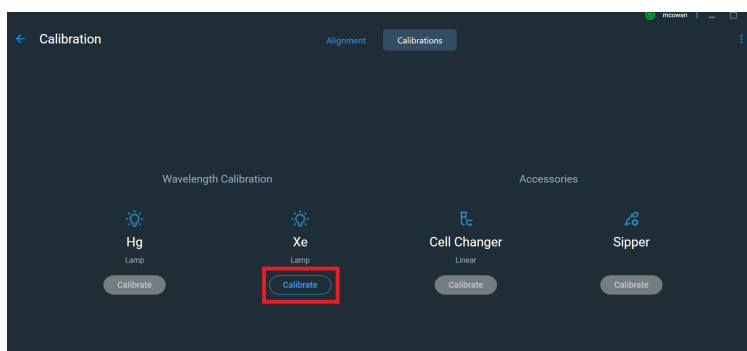 mcowan
Calibration
Alignment
Calibrations
Wavelength Calibration
Accessories
Hg
Xe
Cell Changer
Sipper
Lamp
Lamp
Linear
Calibrate
Calibrate
Calibrate
Calibrate